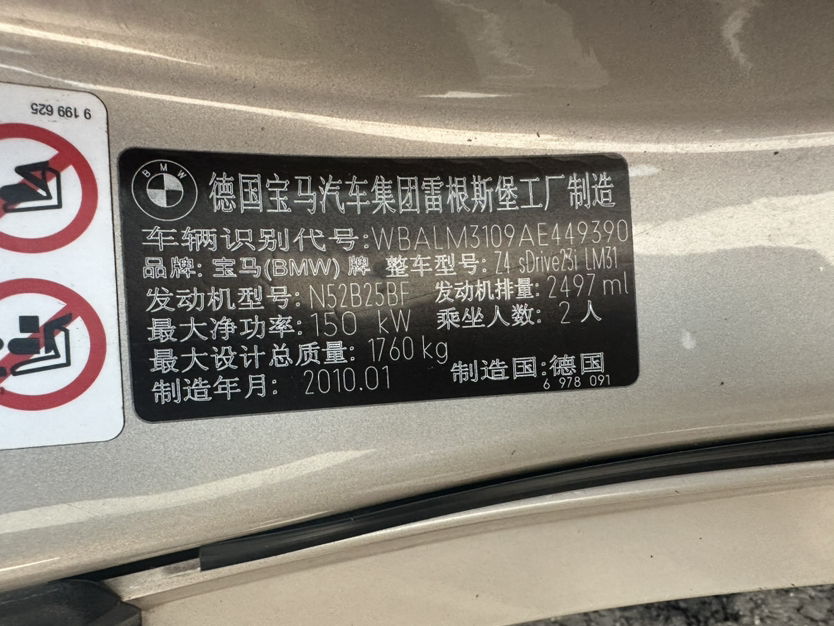 9 199 625
BMW
德国宝马汽车集团雷根斯堡工厂制造
车辆识别代号:WBALM3109AE449390
品牌: 宝马(BMW) 牌 整车型号: Z4 sDrive23i LM31
发动机型号: N52B25BF 发动机排量: 2497 ml
最大净功率: 150 kW 乘坐人数: 2 人
最大设计总质量: 1760 kg
制造年月: 2010.01 制造国: 德国
6 978 091